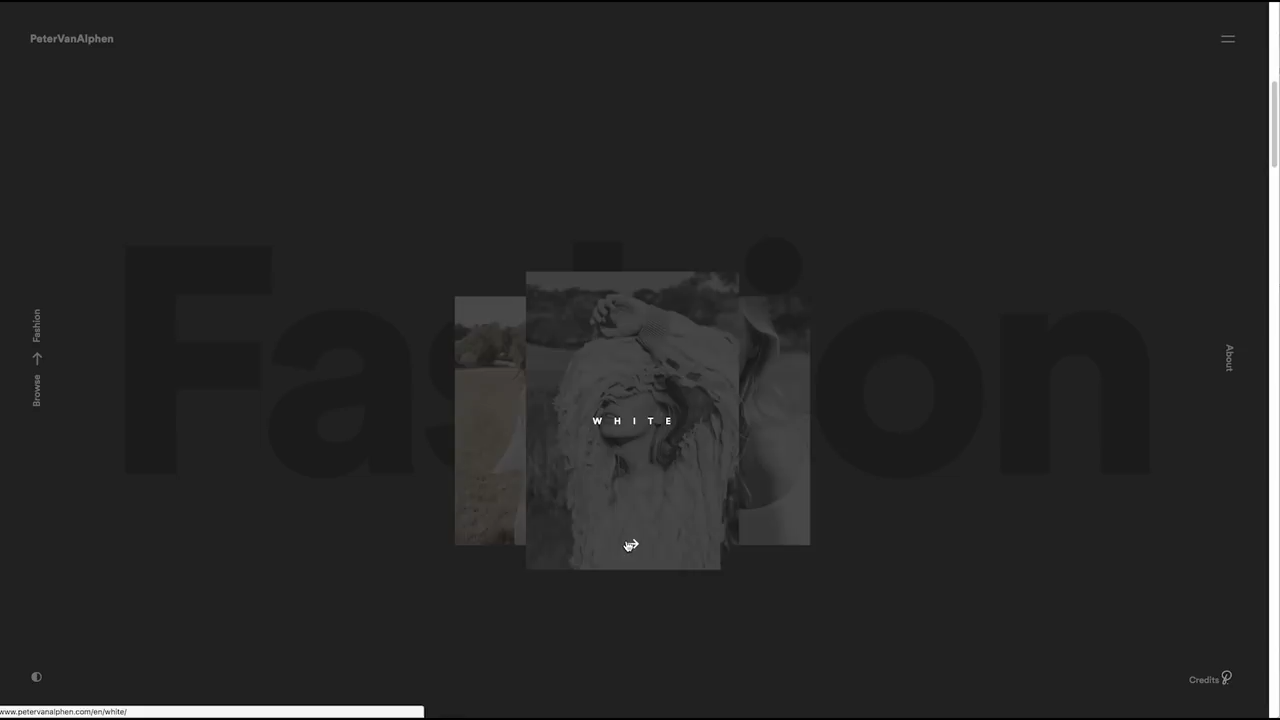 PeterVanAlphen
Fashion
Browse
Fashion
WHITE
About
Credits
www.petervanalphen.com/en/white/